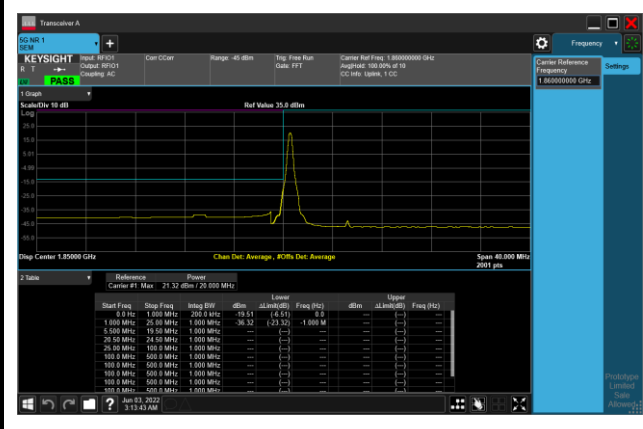 Transceiver A
5G NR 1
SEM
+
Frequency
KEYSIGHT
R T
PASS
Input: RFIO1
Output: RFIO1
Coupling: AC
Corr CCorr
Range: -45 dBm
Trig: Free Run
Gate: FFT
Carrier Ref Freq: 1.860000000 GHz
Avg|Hold: 100.00% of 10
CC Info: Uplink, 1 CC
Carrier Reference
Frequency
1.860000000 GHz
Settings
1 Graph
Scale/Div 10 dB
Ref Value 35.0 dBm
Log
25.0
15.0
5.00
-15.0
-25.0
-35.0
-45.0
-55.0
Disp Center 1.85000 GHz
Chan Det: Average, #Offs Det: Average
Span 40.000 MHz
2001 pts
2 Table
Reference Power
Carrier #1 Max 21.32 dBm / 20.000 MHz
Lower Upper
Start Freq Stop Freq Integ BW dBm ΔLimit(dB) Freq (Hz) dBm ΔLimit(dB) Freq (Hz)
0.0 Hz 1.000 MHz 200.0 kHz -19.51 (-6.51) 0.0 --- (---) ---
1.000 MHz 25.00 MHz 1.000 MHz -36.32 (-23.32) -1.000 M --- (---) ---
5.500 MHz 19.50 MHz 1.000 MHz --- (---) --- --- (---) ---
20.50 MHz 24.50 MHz 1.000 MHz --- (---) --- --- (---) ---
25.00 MHz 100.0 MHz 1.000 MHz --- (---) --- --- (---) ---
100.0 MHz 500.0 MHz 1.000 MHz --- (---) --- --- (---) ---
100.0 MHz 500.0 MHz 1.000 MHz --- (---) --- --- (---) ---
100.0 MHz 500.0 MHz 1.000 MHz --- (---) --- --- (---) ---
100.0 MHz 500.0 MHz 1.000 MHz --- (---) --- --- (---) ---
Prototype
Limited
Sale
Allowed
?
Jun 03, 2022
3:13:43 AM